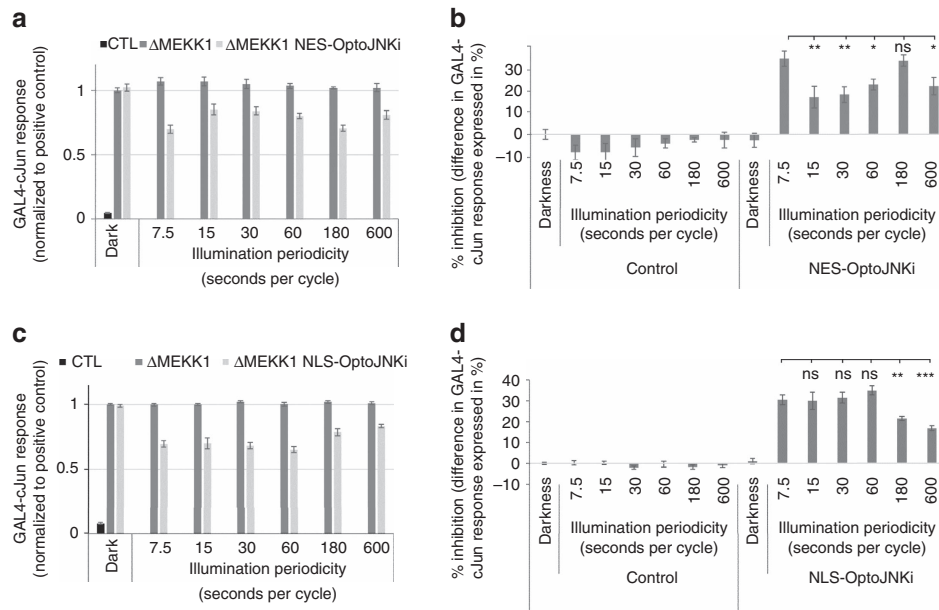 a
CTL ΔMEKK1 ΔMEKK1 NES-OptoJNKi
GAL4-cJun response
(normalized to positive control)
1
0.5
0
Dark
7.5 15 30 60 180 600
Illumination periodicity
(seconds per cycle)
b
% inhibition (difference in GAL4-
cJun response expressed in %)
** ** * ns *
30
20
10
0
−10
Darkness
7.5 15 30 60 180 600
Illumination periodicity
(seconds per cycle)
Control
Darkness
7.5 15 30 60 180 600
Illumination periodicity
(seconds per cycle)
NES-OptoJNKi
c
CTL ΔMEKK1 ΔMEKK1 NLS-OptoJNKi
GAL4-cJun response
(normalized to positive control)
1
0.5
0
Dark
7.5 15 30 60 180 600
Illumination periodicity
(seconds per cycle)
d
% inhibition (difference in GAL4-
cJun response expressed in %)
ns ns ns ** ***
40
30
20
10
0
−10
Darkness
7.5 15 30 60 180 600
Illumination periodicity
(seconds per cycle)
Control
Darkness
7.5 15 30 60 180 600
Illumination periodicity
(seconds per cycle)
NLS-OptoJNKi